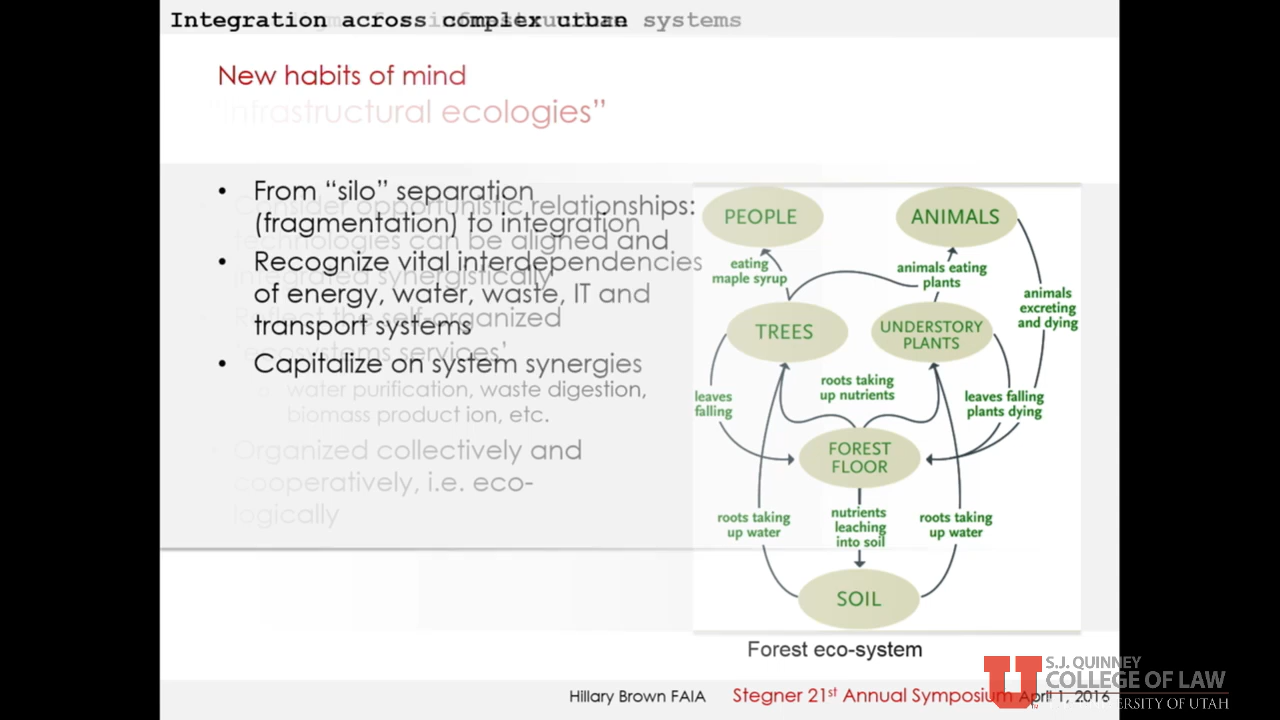 Integration across complex urban systems
New habits of mind
"infrastructural ecologies"
• From “silo” separation
(fragmentation) to integration
• Recognize vital interdependencies
of energy, water, waste, IT and
transport systems
• Capitalize on system synergies
Consider opportunistic relationships:
technologies can be aligned and
integrated synergistically
Reflect the self-organized
‘ecosystems services’
water purification, waste digestion,
biomass product ion, etc.
Organized collectively and
cooperatively, i.e. eco-
logically
PEOPLE
ANIMALS
eating
maple syrup
animals eating
plants
animals
excreting
and dying
TREES
UNDERSTORY
PLANTS
leaves
falling
roots taking
up nutrients
leaves falling
plants dying
FOREST
FLOOR
roots taking
up water
nutrients
leaching
into soil
roots taking
up water
SOIL
Forest eco-system
Hillary Brown FAIA
Stegner 21st Annual Symposium April 1, 2016
S.J. QUINNEY
COLLEGE OF LAW
UNIVERSITY OF UTAH